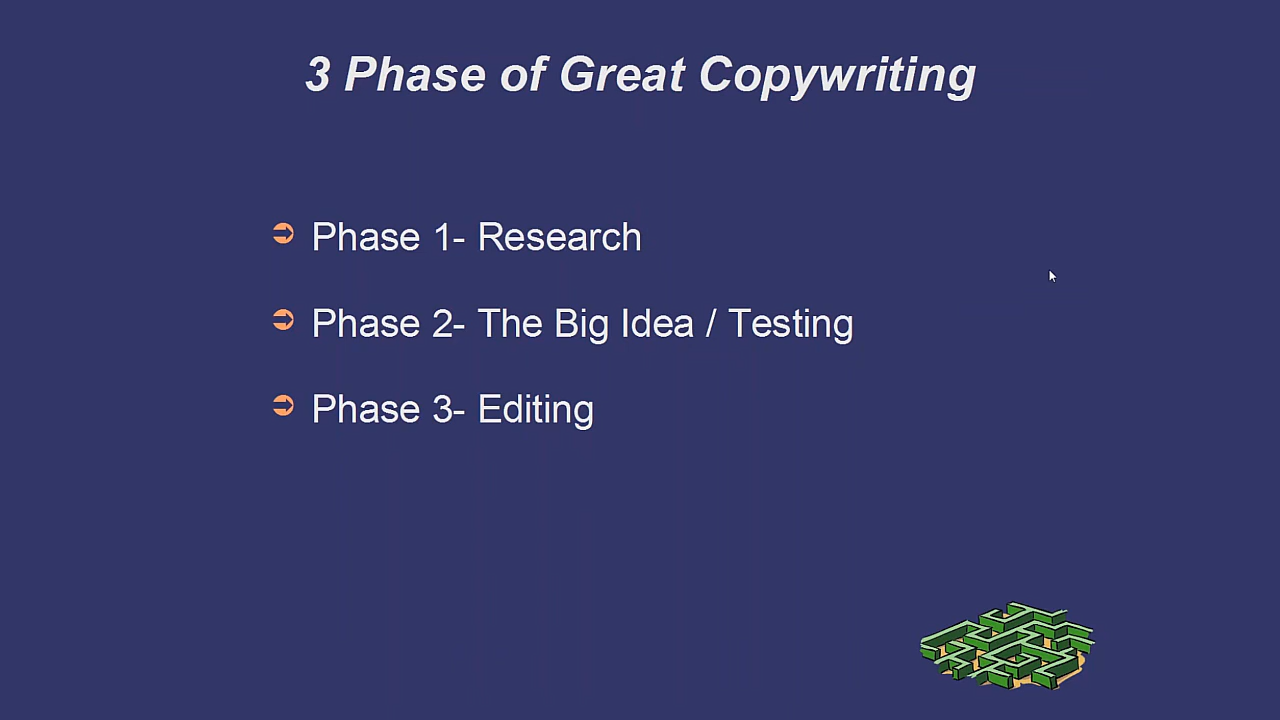 3 Phase of Great Copywriting
Phase 1- Research
Phase 2- The Big Idea / Testing
Phase 3- Editing